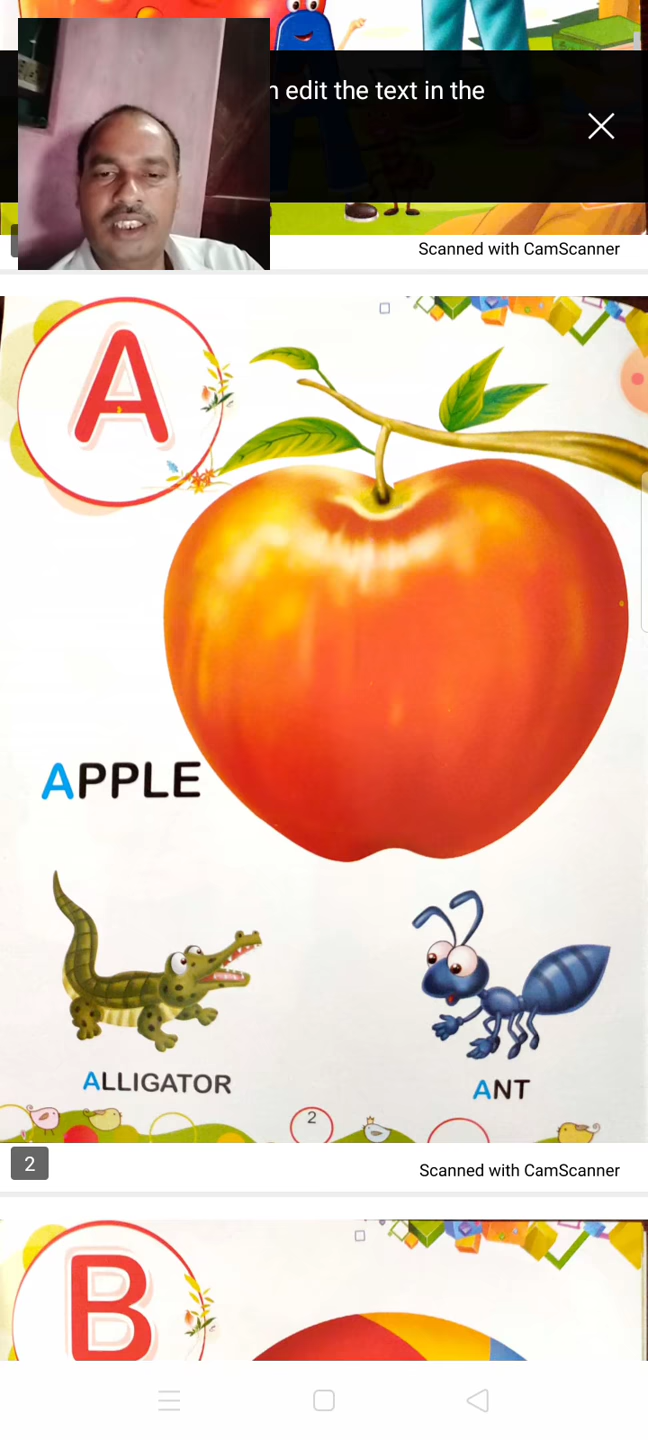 n edit the text in the
Scanned with CamScanner
A
APPLE
ALLIGATOR
ANT
2
2
Scanned with CamScanner
B